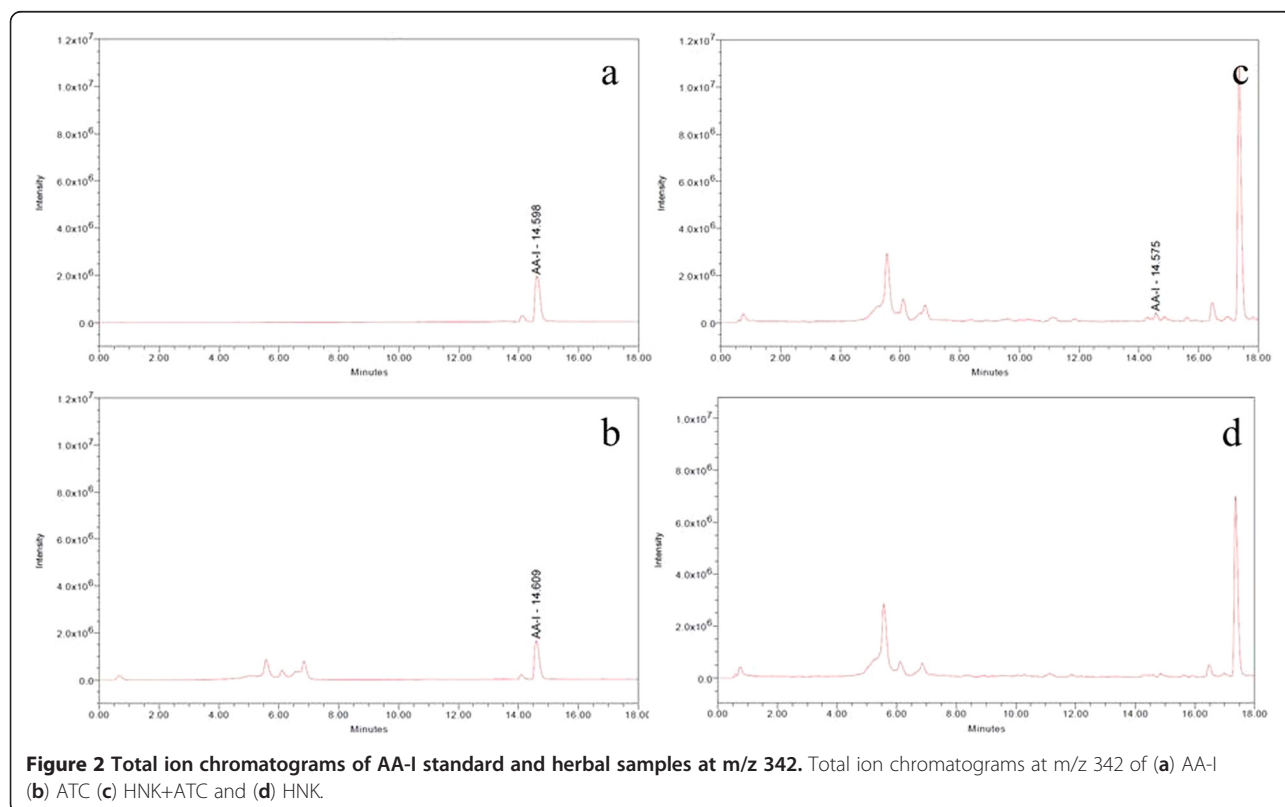 1.2x10⁷
1.0x10⁷
8.0x10⁶
6.0x10⁶
4.0x10⁶
2.0x10⁶
0.0
Intensity
a
AA-I - 14.598
0.00 2.00 4.00 6.00 8.00 10.00 12.00 14.00 16.00 18.00
Minutes
1.2x10⁷
1.0x10⁷
8.0x10⁶
6.0x10⁶
4.0x10⁶
2.0x10⁶
0.0
Intensity
c
AA-I - 14.575
0.00 2.00 4.00 6.00 8.00 10.00 12.00 14.00 16.00 18.00
Minutes
1.2x10⁷
1.0x10⁷
8.0x10⁶
6.0x10⁶
4.0x10⁶
2.0x10⁶
0.0
Intensity
b
AA-I - 14.609
0.00 2.00 4.00 6.00 8.00 10.00 12.00 14.00 16.00 18.00
Minutes
1.0x10⁷
8.0x10⁶
6.0x10⁶
4.0x10⁶
2.0x10⁶
0.0
Intensity
d
0.00 2.00 4.00 6.00 8.00 10.00 12.00 14.00 16.00 18.00
Minutes
Figure 2 Total ion chromatograms of AA-I standard and herbal samples at m/z 342. Total ion chromatograms at m/z 342 of (a) AA-I
(b) ATC (c) HNK+ATC and (d) HNK.